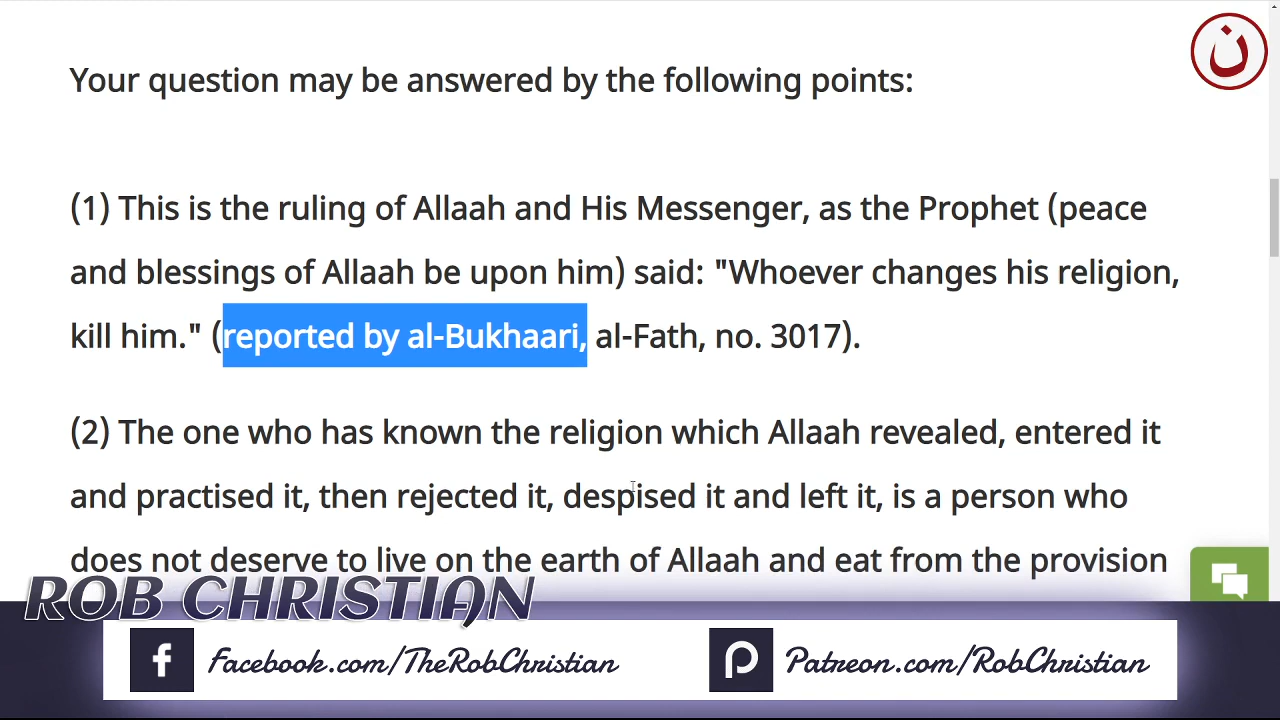 Your question may be answered by the following points:
ن
(1) This is the ruling of Allaah and His Messenger, as the Prophet (peace
and blessings of Allaah be upon him) said: "Whoever changes his religion,
kill him." (reported by al-Bukhaari, al-Fath, no. 3017).
(2) The one who has known the religion which Allaah revealed, entered it
and practised it, then rejected it, despised it and left it, is a person who
does not deserve to live on the earth of Allaah and eat from the provision
ROB CHRISTIAN
Facebook.com/TheRobChristian
Patreon.com/RobChristian